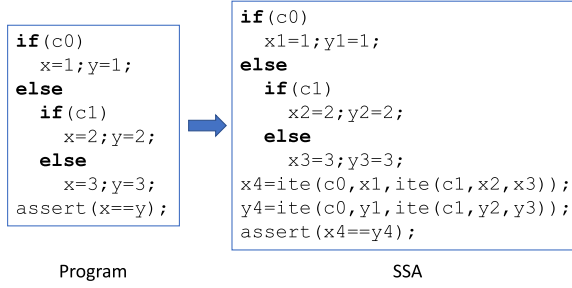 if(c0)
x=1;y=1;
else
if(c1)
x=2;y=2;
else
x=3;y=3;
assert(x==y);
Program
if(c0)
x1=1;y1=1;
else
if(c1)
x2=2;y2=2;
else
x3=3;y3=3;
x4=ite(c0,x1,ite(c1,x2,x3));
y4=ite(c0,y1,ite(c1,y2,y3));
assert(x4==y4);
SSA